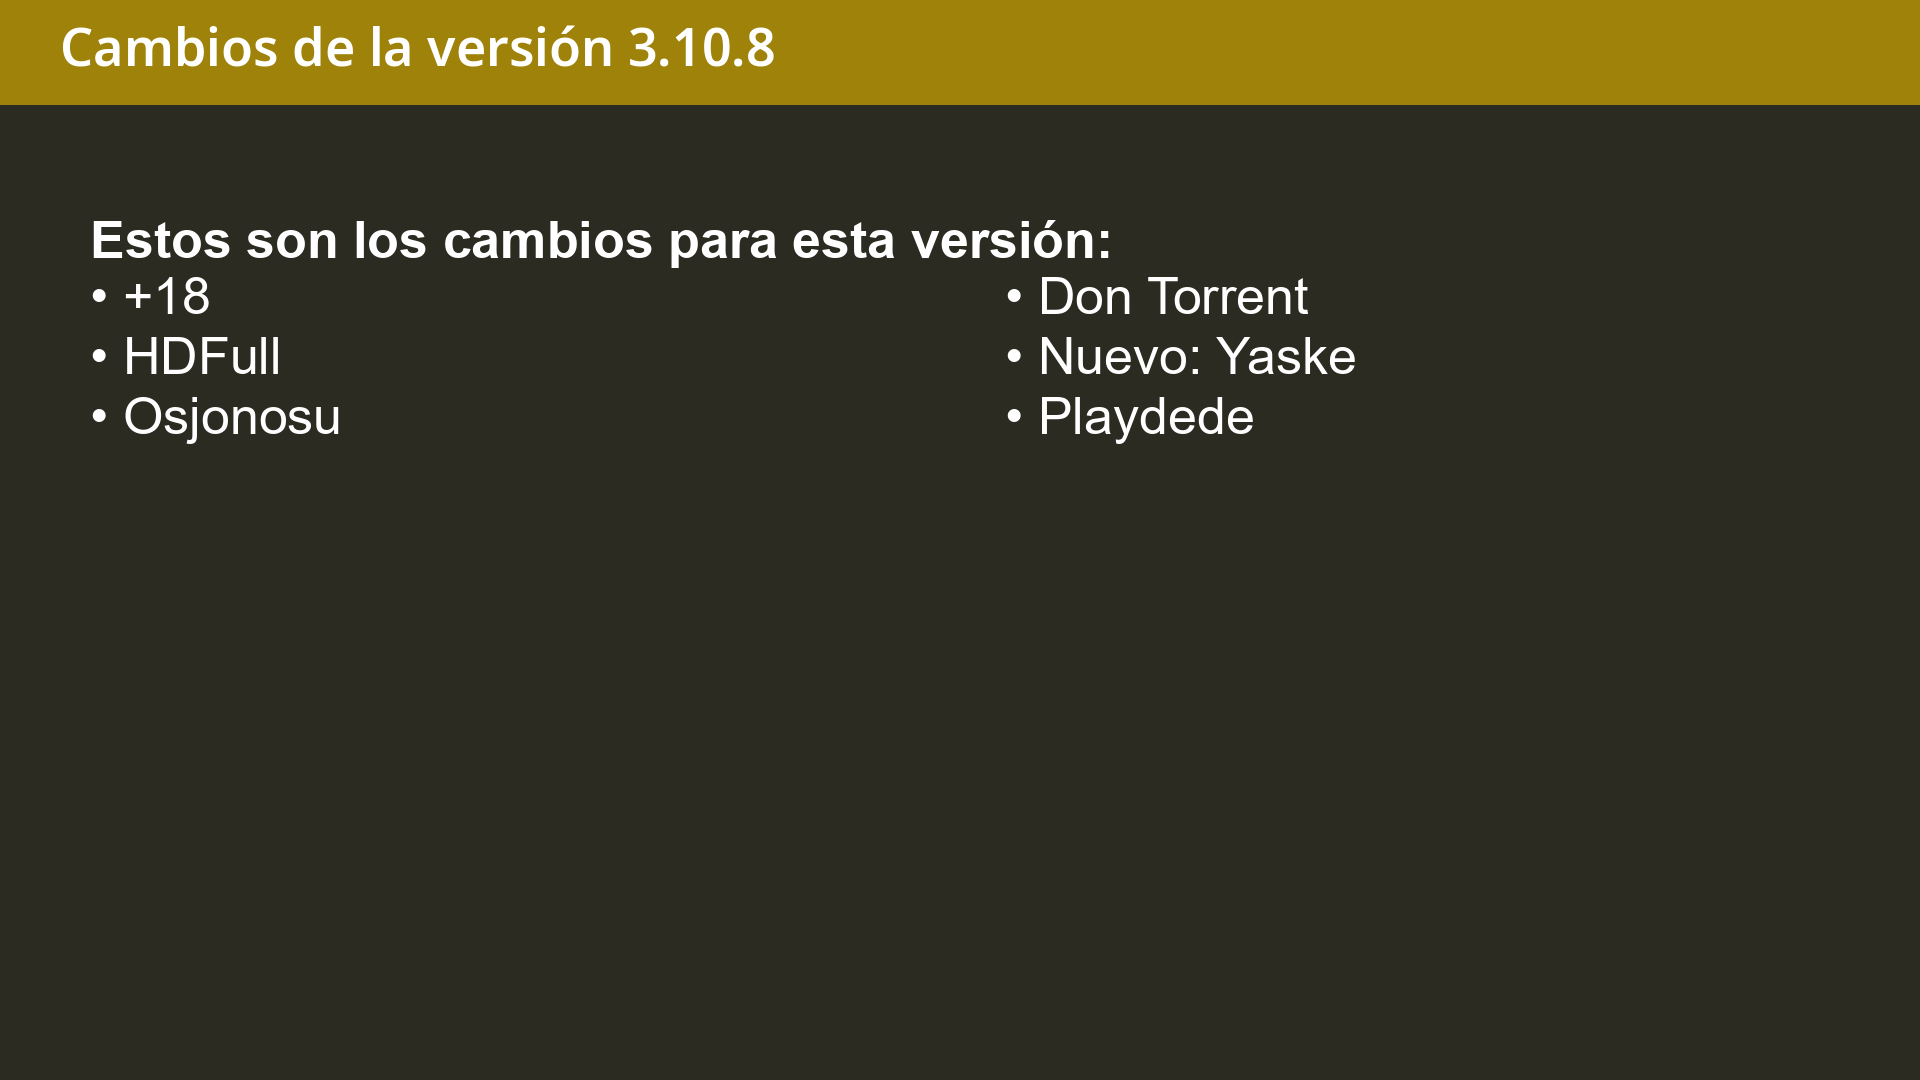 Cambios de la versión 3.10.8
Estos son los cambios para esta versión:
• +18
• HDFull
• Osjonosu
• Don Torrent
• Nuevo: Yaske
• Playdede